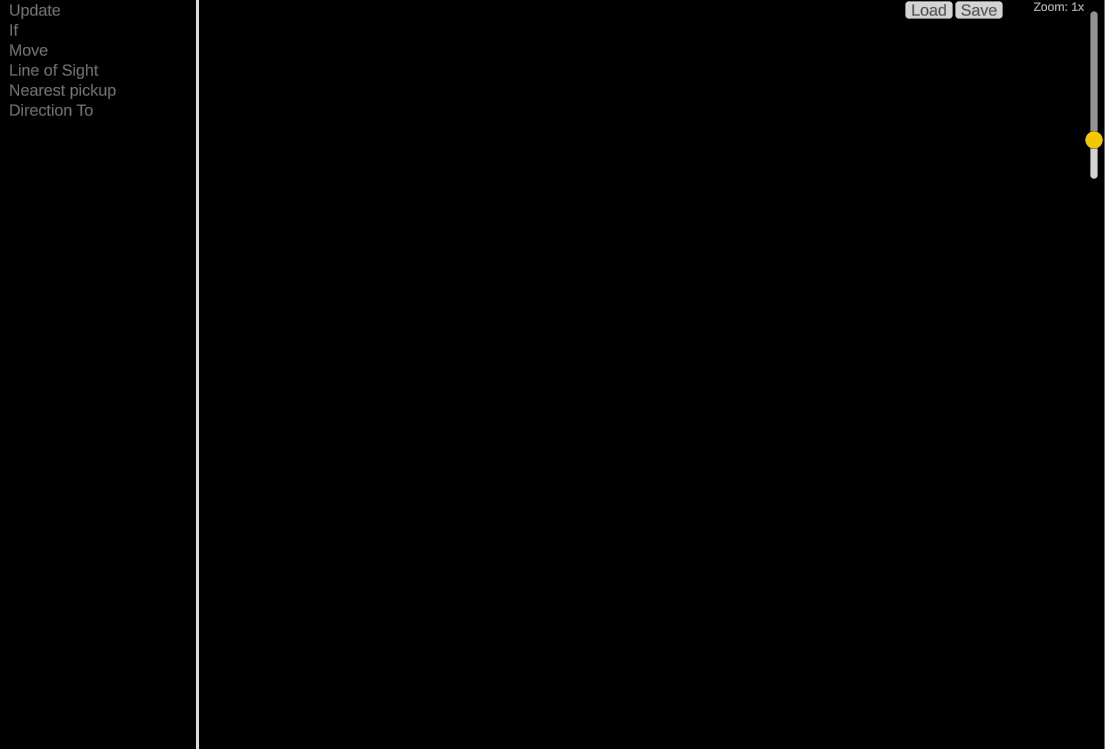 Update
If
Move
Line of Sight
Nearest pickup
Direction To
Load Save
Zoom: 1x